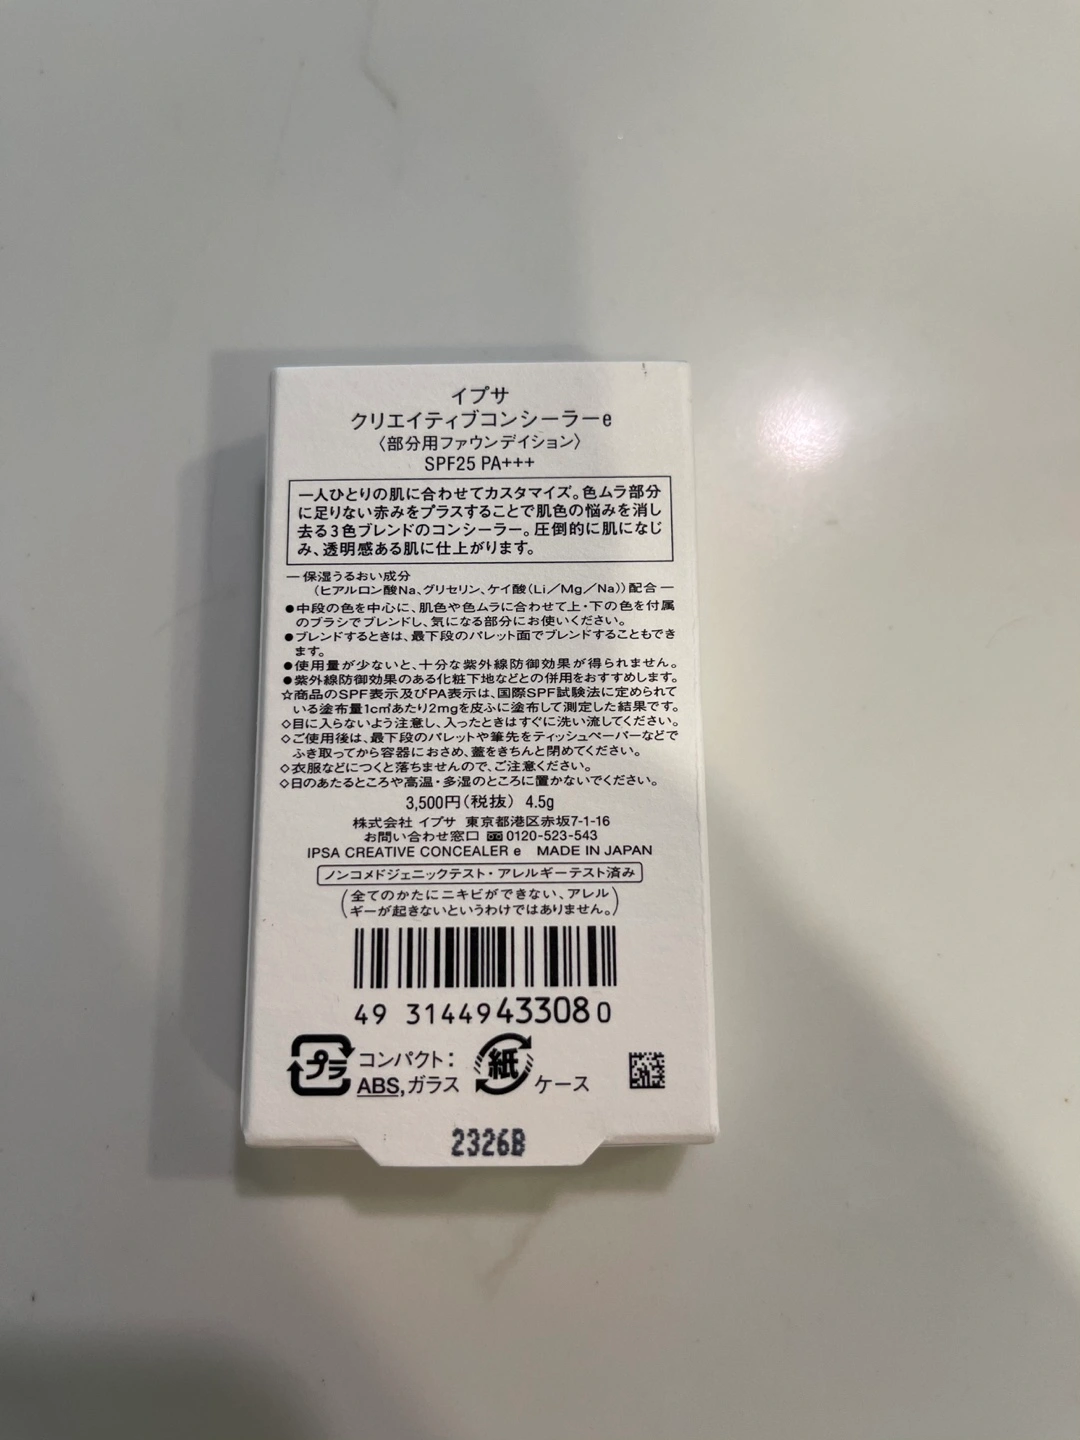 イプサ
クリエイティブコンシーラーe
〈部分用ファウンデイション〉
SPF25 PA+++
一人ひとりの肌に合わせてカスタマイズ。色ムラ部分
に足りない赤みをプラスすることで肌色の悩みを消し
去る3色ブレンドのコンシーラー。圧倒的に肌になじ
み、透明感ある肌に仕上がります。
―保湿うるおい成分
（ヒアルロン酸Na、グリセリン、ケイ酸（Li／Mg／Na））配合―
●中段の色を中心に、肌色や色ムラに合わせて上・下の色を付属
のブラシでブレンドし、気になる部分にお使いください。
●ブレンドするときは、最下段のパレット面でブレンドすることもでき
ます。
●使用量が少ないと、十分な紫外線防御効果が得られません。
●紫外線防御効果のある化粧下地などとの併用をおすすめします。
☆商品のSPF表示及びPA表示は、国際SPF試験法に定められて
いる塗布量1c㎡あたり2mgを皮ふに塗布して測定した結果です。
◇目に入らないよう注意し、入ったときはすぐに洗い流してください。
◇ご使用後は、最下段のパレットや筆先をティッシュペーパーなどで
ふき取ってから容器におさめ、蓋をきちんと閉めてください。
◇衣服などにつくと落ちませんので、ご注意ください。
◇日のあたるところや高温・多湿のところに置かないでください。
3,500円（税抜） 4.5g
株式会社 イプサ 東京都港区赤坂7-1-16
お問い合わせ窓口 0120-523-543
IPSA CREATIVE CONCEALER e MADE IN JAPAN
ノンコメドジェニックテスト・アレルギーテスト済み
（全てのかたにニキビができない、アレル
ギーが起きないというわけではありません。）
49 3144943308 0
プラ コンパクト：
ABS,ガラス
紙 ケース
2326B